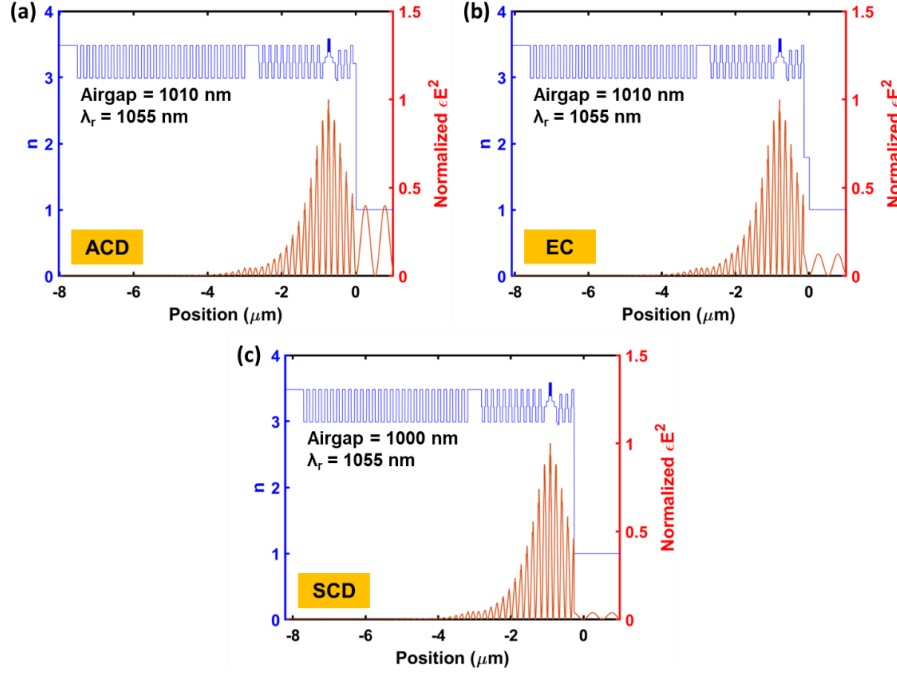 (a)
4
3
2
1
0
n
1.5
1
0.5
0
Normalized ϵE²
Airgap = 1010 nm
λr = 1055 nm
ACD
-8
-6
-4
-2
0
Position (μm)
(b)
4
3
2
1
0
n
1.5
1
0.5
0
Normalized ϵE²
Airgap = 1010 nm
λr = 1055 nm
EC
-8
-6
-4
-2
0
Position (μm)
(c)
4
3
2
1
0
n
1.5
1
0.5
0
Normalized ϵE²
Airgap = 1000 nm
λr = 1055 nm
SCD
-8
-6
-4
-2
0
Position (μm)